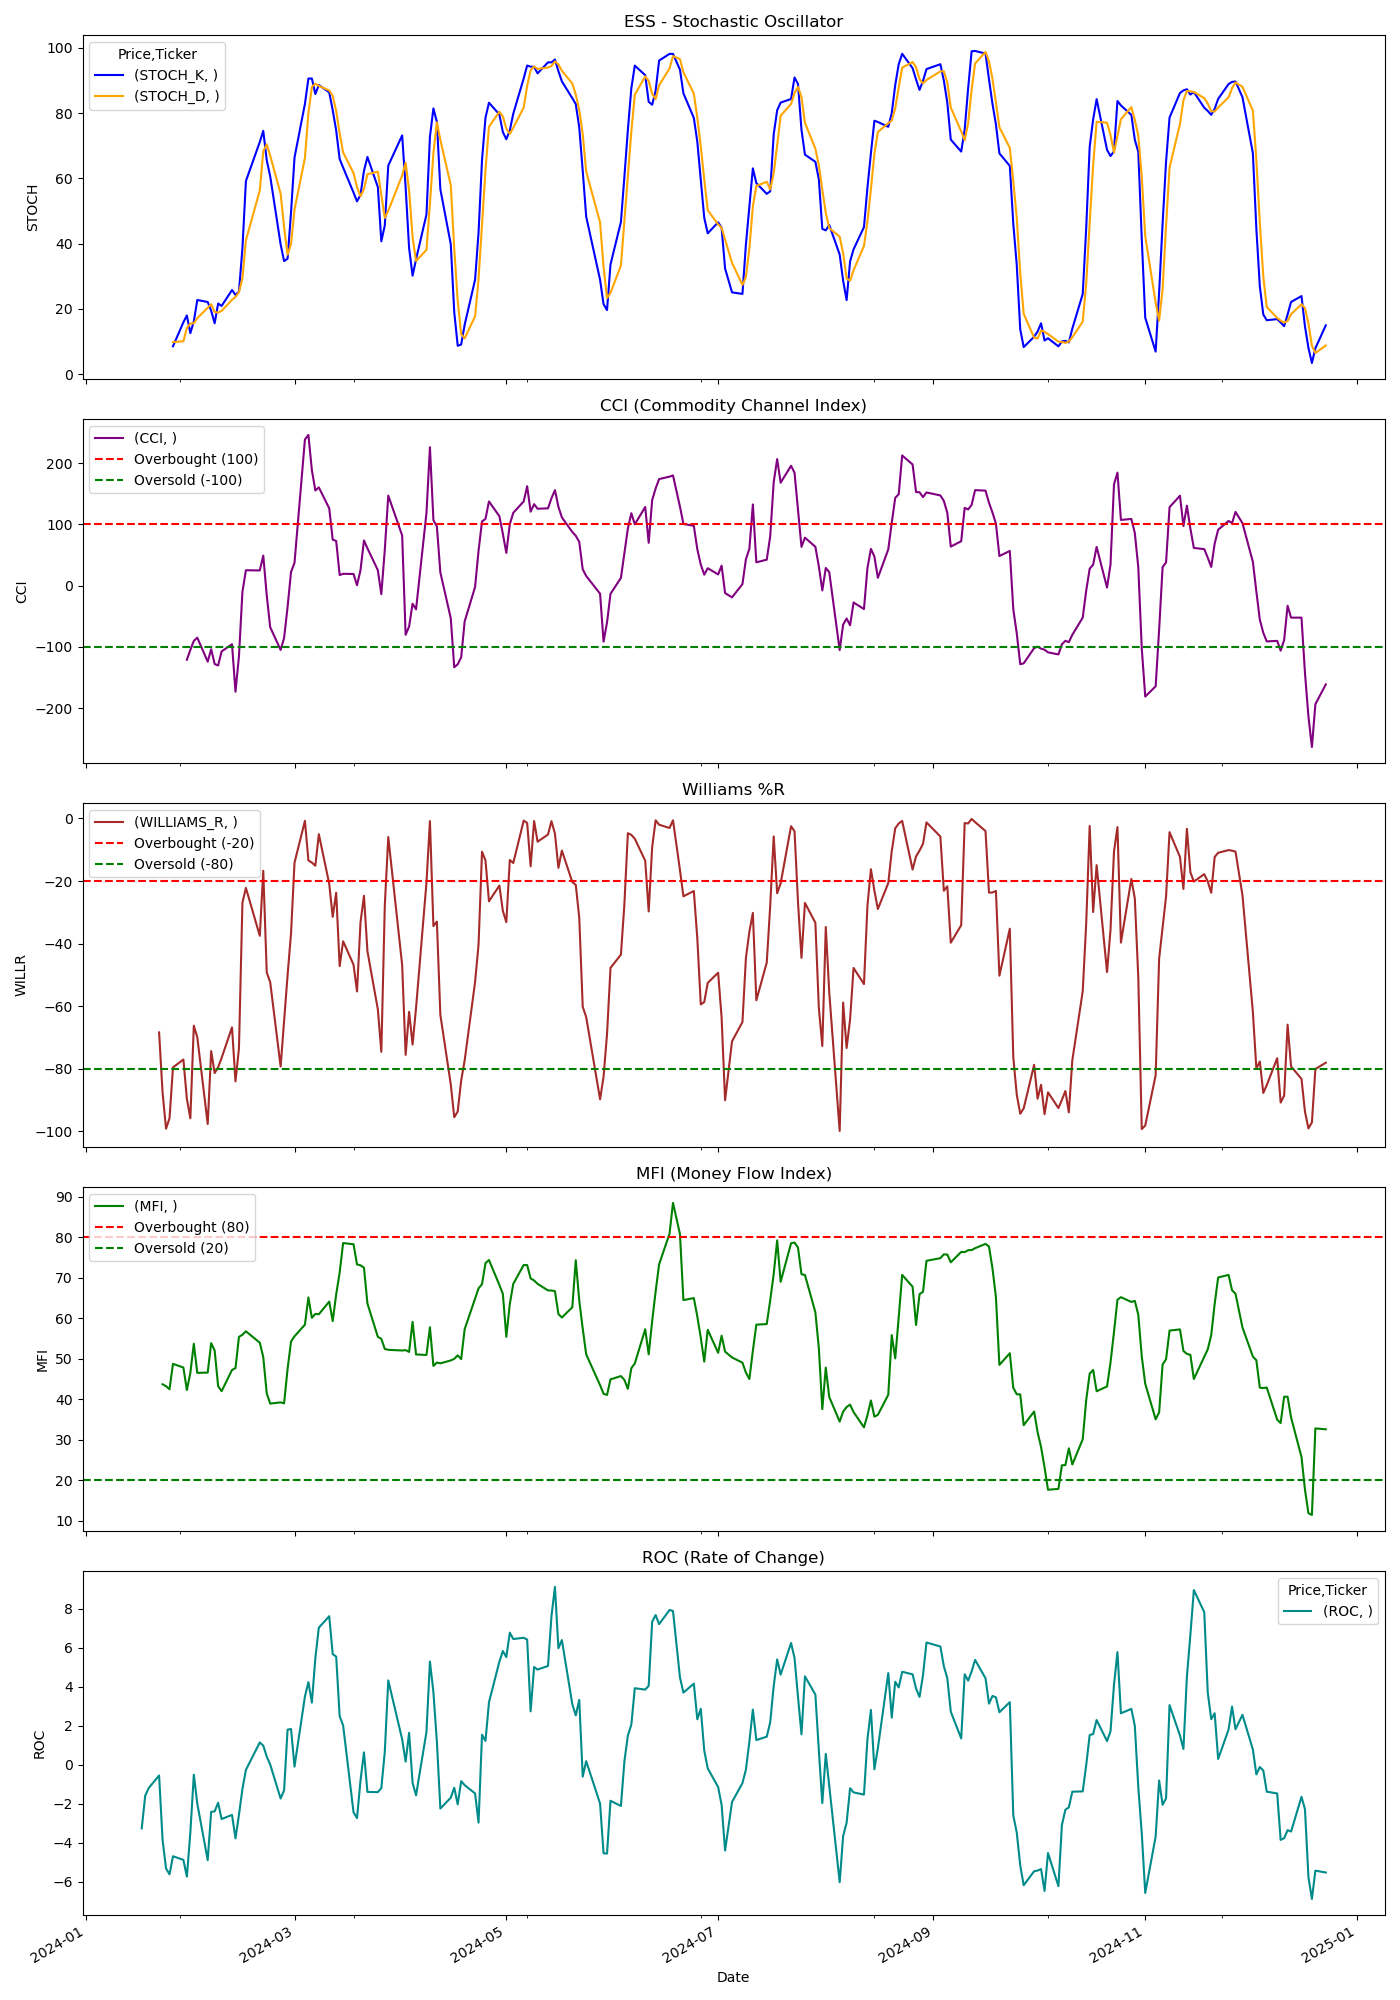 ESS - Stochastic Oscillator
Price,Ticker
(STOCH_K, )
(STOCH_D, )
100
80
60
40
20
0
STOCH
CCI (Commodity Channel Index)
(CCI, )
Overbought (100)
Oversold (-100)
200
100
0
−100
−200
CCI
Williams %R
(WILLIAMS_R, )
Overbought (-20)
Oversold (-80)
0
−20
−40
−60
−80
−100
WILLR
MFI (Money Flow Index)
(MFI, )
Overbought (80)
Oversold (20)
90
80
70
60
50
40
30
20
10
MFI
ROC (Rate of Change)
Price,Ticker
(ROC, )
8
6
4
2
0
−2
−4
−6
ROC
2024-01
2024-03
2024-05
2024-07
2024-09
2024-11
2025-01
Date